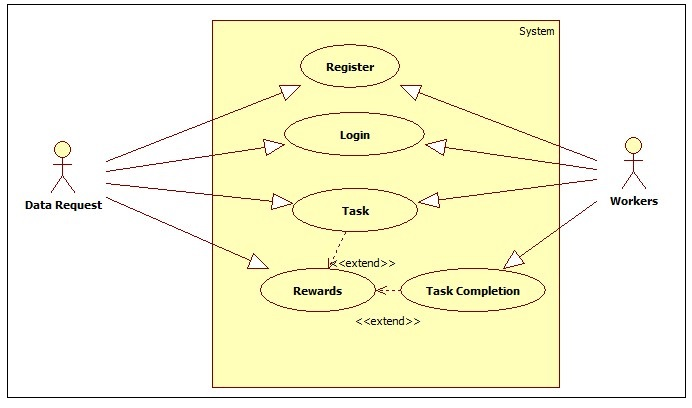 System
Register
Login
Data Request
Workers
Task
<<extend>>
Rewards
Task Completion
<<extend>>